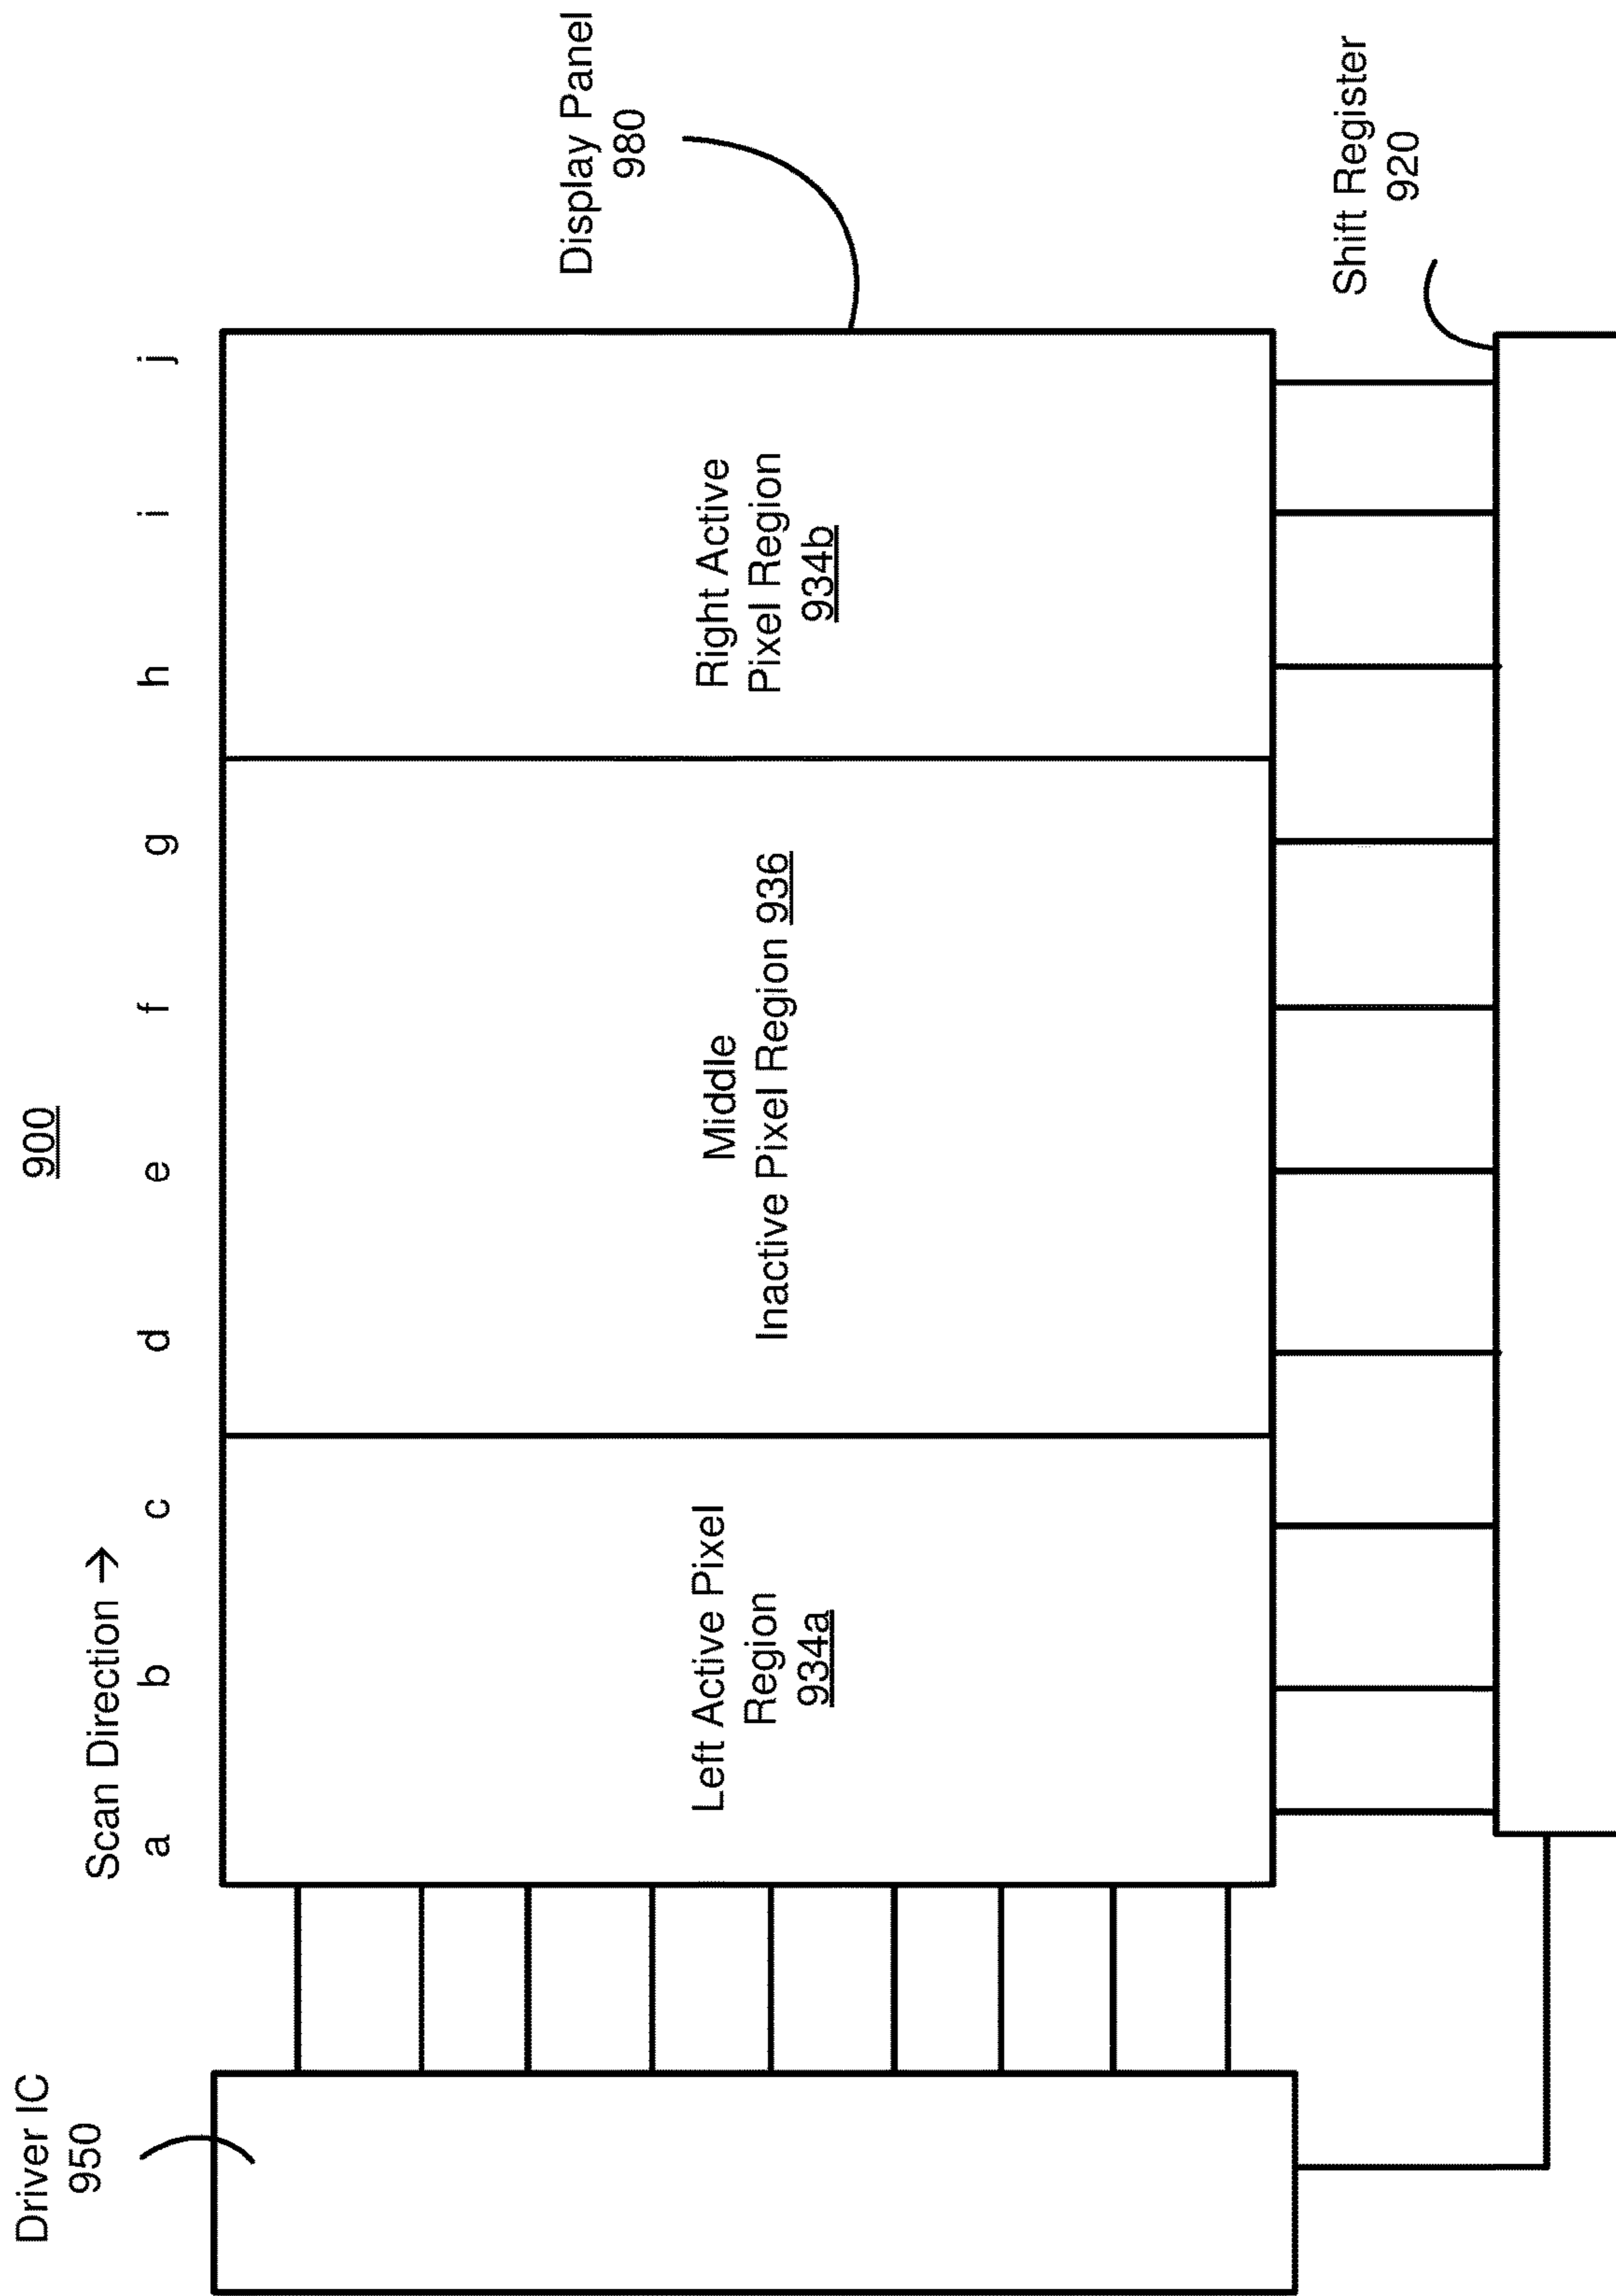 900
Driver IC
950
Scan Direction →
a b c d e f g h i j
Display Panel
980
Left Active Pixel
Region
934a
Middle
Inactive Pixel Region 936
Right Active
Pixel Region
934b
Shift Register
920